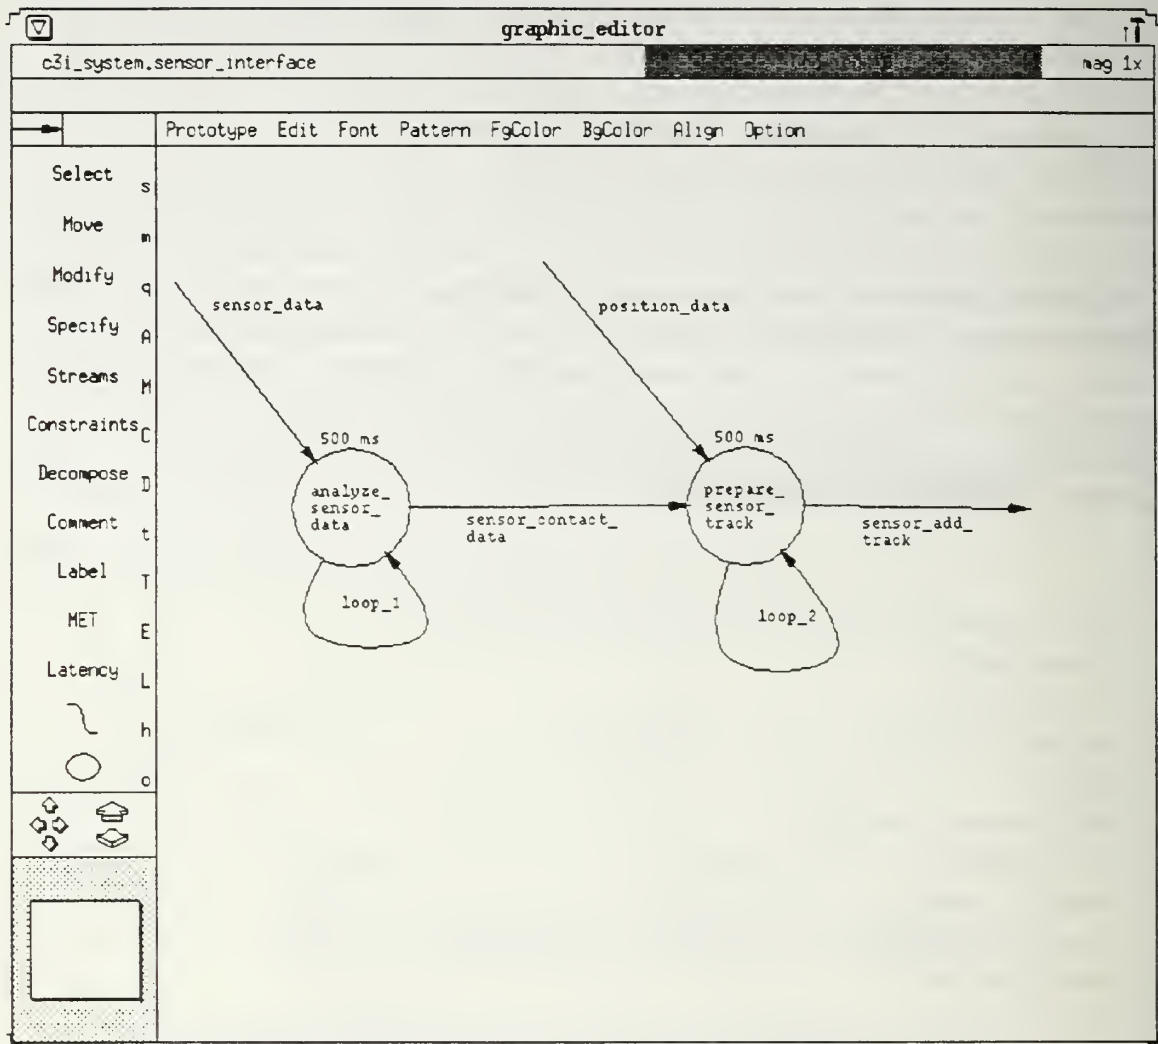 graphic_editor
c3i_system.sensor_interface
mag 1x
Prototype Edit Font Pattern FgColor BgColor Align Option
Select s
Move m
Modify q
Specify A
Streams M
Constraints C
Decompose D
Comment t
Label T
MET E
Latency L
h
o
sensor_data
position_data
500 ms
analyze_
sensor_
data
sensor_contact_
data
loop_1
500 ms
prepare_
sensor_
track
sensor_add_
track
loop_2